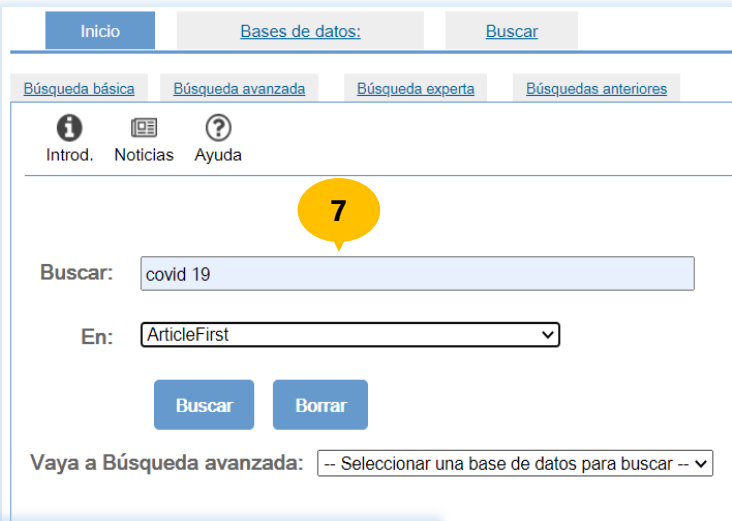 Inicio Bases de datos: Buscar
Búsqueda básica Búsqueda avanzada Búsqueda experta Búsquedas anteriores
Introd. Noticias Ayuda
7
Buscar: covid 19
En: ArticleFirst
Buscar Borrar
Vaya a Búsqueda avanzada: -- Seleccionar una base de datos para buscar --